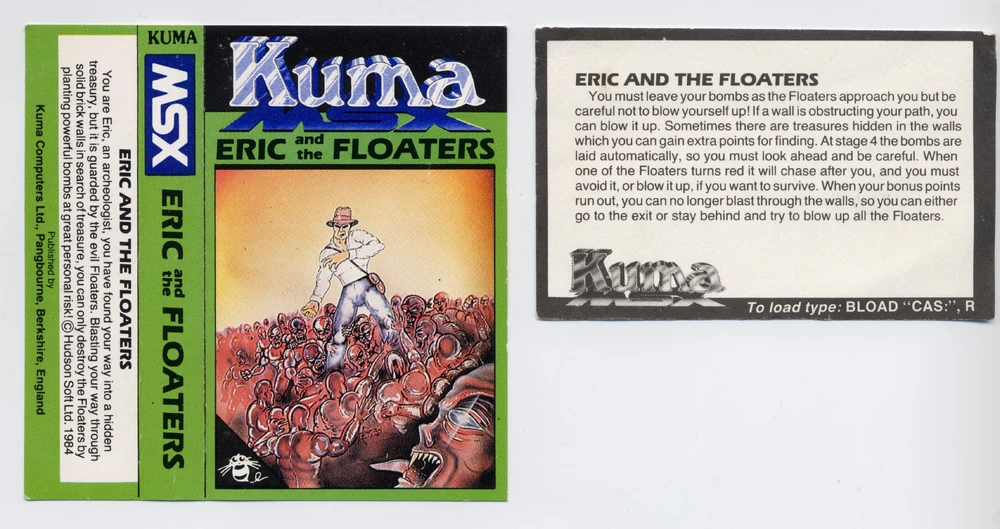 ERIC AND THE FLOATERS
You are Eric, an archeologist, you have found your way into a hidden
treasury, but it is guarded by the evil Floaters. Blasting your way through
solid brick walls in search of treasure, you can only destroy the Floaters by
planting powerful bombs at great personal risk! © Hudson Soft Ltd. 1984
Published by
Kuma Computers Ltd., Pangbourne, Berkshire, England
KUMA
MSX
ERIC and the FLOATERS
Kuma
MSX
ERIC and the FLOATERS
ERIC AND THE FLOATERS
You must leave your bombs as the Floaters approach you but be
careful not to blow yourself up! If a wall is obstructing your path, you
can blow it up. Sometimes there are treasures hidden in the walls
which you can gain extra points for finding. At stage 4 the bombs are
laid automatically, so you must look ahead and be careful. When
one of the Floaters turns red it will chase after you, and you must
avoid it, or blow it up, if you want to survive. When your bonus points
run out, you can no longer blast through the walls, so you can either
go to the exit or stay behind and try to blow up all the Floaters.
Kuma
MSX
To load type: BLOAD "CAS:", R